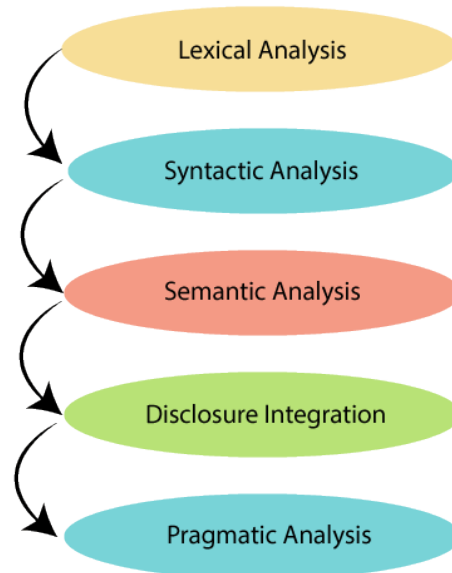 Lexical Analysis
Syntactic Analysis
Semantic Analysis
Disclosure Integration
Pragmatic Analysis